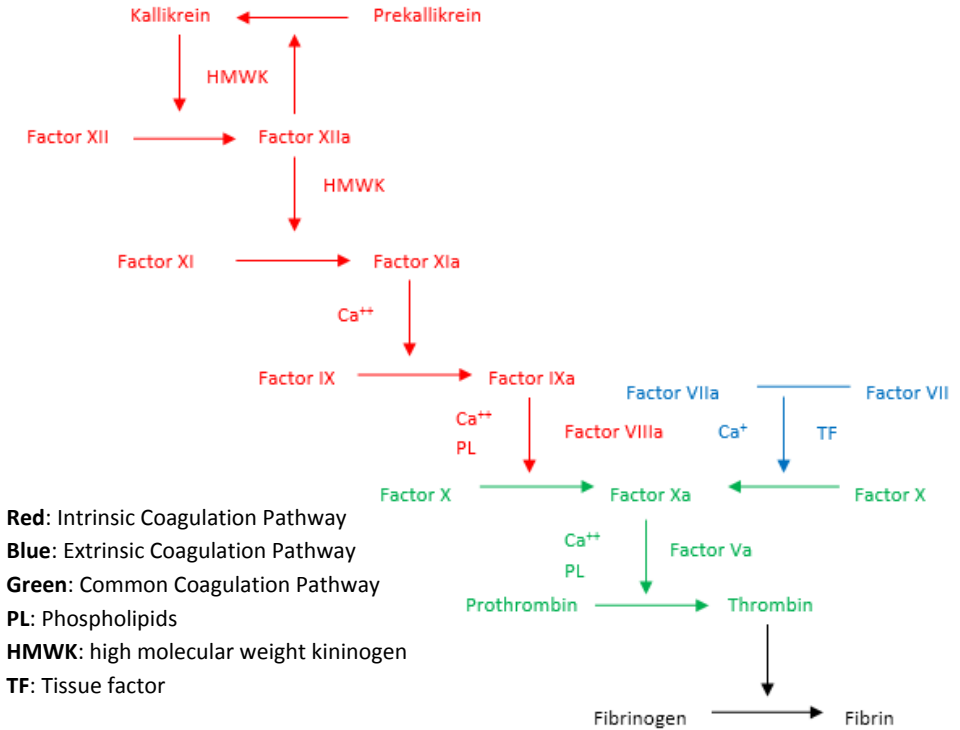 Kallikrein Prekallikrein
HMWK
Factor XII Factor XIIa
HMWK
Factor XI Factor XIa
Ca⁺⁺
Factor IX Factor IXa
Factor VIIa Factor VII
Ca⁺⁺
PL
Factor VIIIa
Ca⁺ TF
Factor X Factor Xa Factor X
Ca⁺⁺
PL
Factor Va
Prothrombin Thrombin
Fibrinogen Fibrin
Red: Intrinsic Coagulation Pathway
Blue: Extrinsic Coagulation Pathway
Green: Common Coagulation Pathway
PL: Phospholipids
HMWK: high molecular weight kininogen
TF: Tissue factor